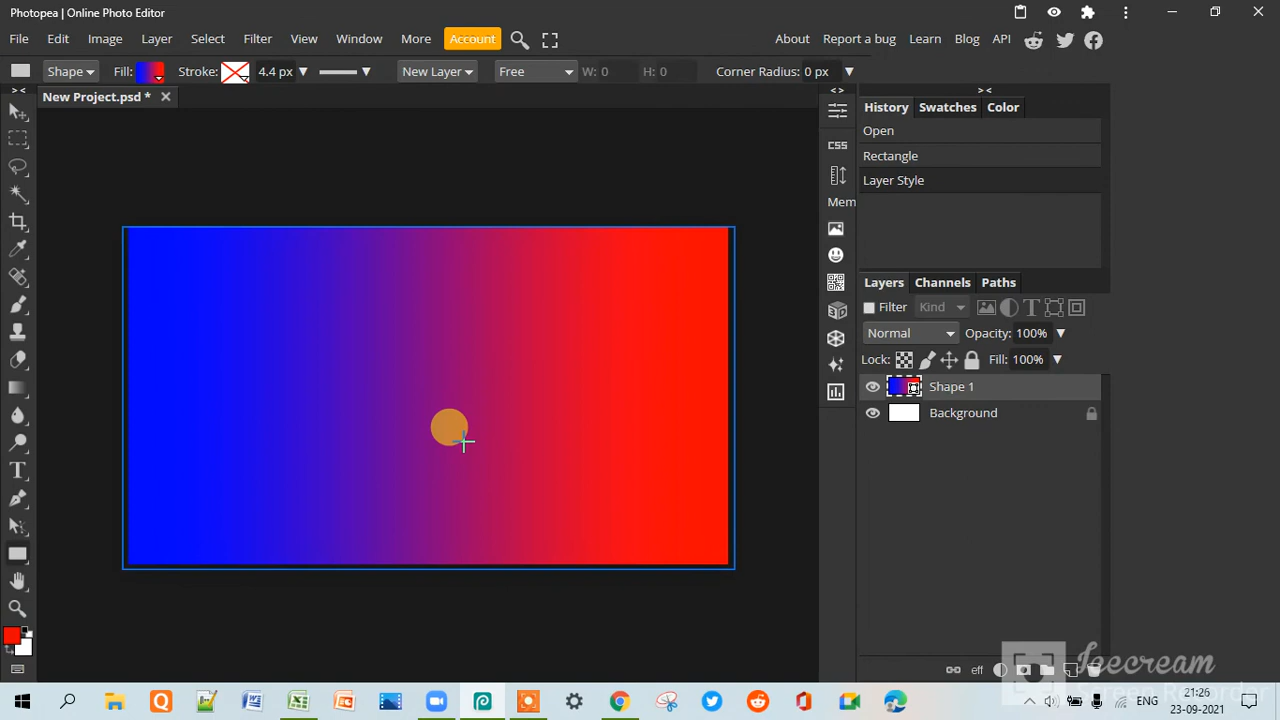 Photopea | Online Photo Editor
File Edit Image Layer Select Filter View Window More Account About Report a bug Learn Blog API
Shape Fill: Stroke: 4.4 px New Layer Free W: 0 H: 0 Corner Radius: 0 px
New Project.psd *
History Swatches Color
Open
Rectangle
Layer Style
CSS
Mem
Layers Channels Paths
Filter Kind
Normal Opacity: 100%
Lock: Fill: 100%
Shape 1
Background
eff
Icecream
Screen Recorder
ENG 21:26
23-09-2021